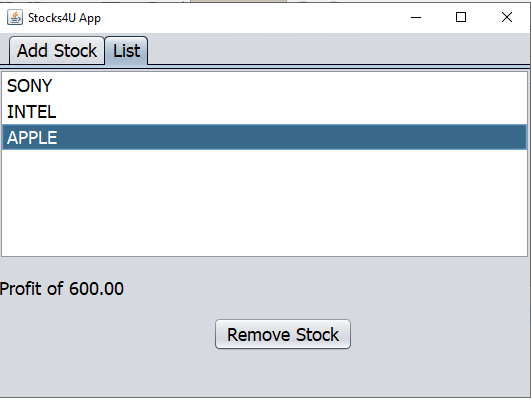 Stocks4U App
Add Stock List
SONY
INTEL
APPLE
Profit of 600.00
Remove Stock